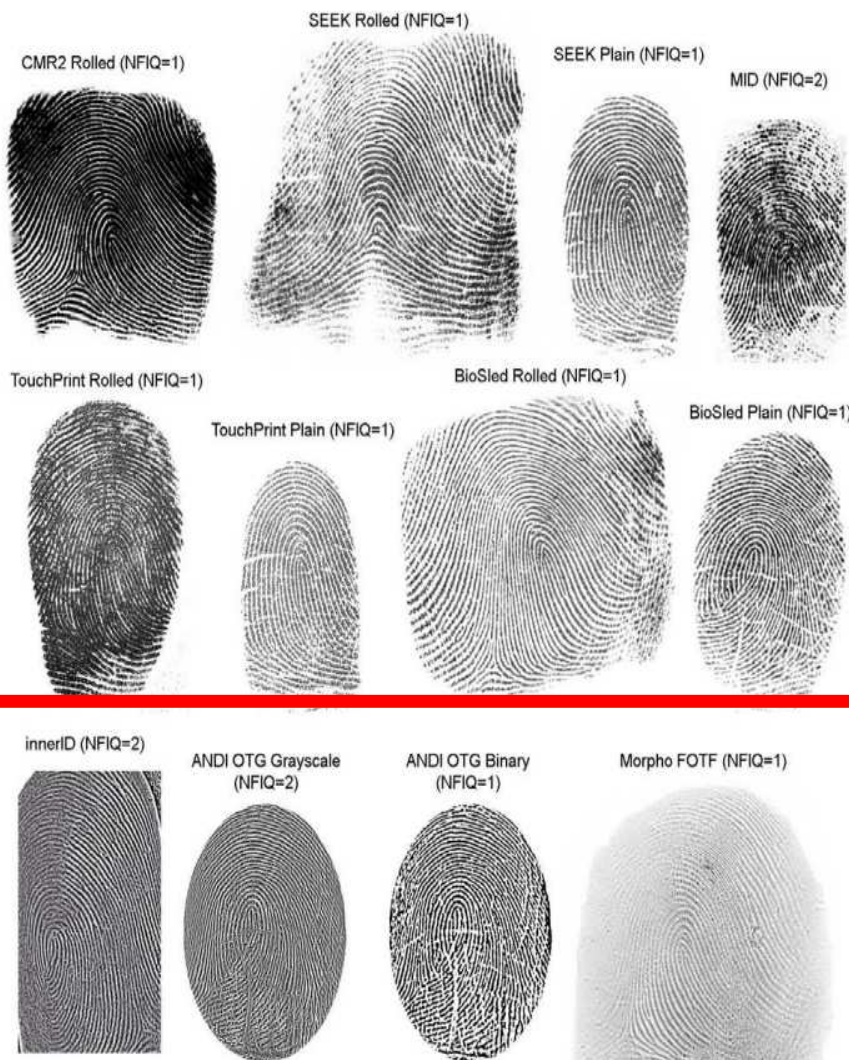 SEEK Rolled (NFIQ=1)
CMR2 Rolled (NFIQ=1)
SEEK Plain (NFIQ=1)
MID (NFIQ=2)
TouchPrint Rolled (NFIQ=1)
BioSled Rolled (NFIQ=1)
TouchPrint Plain (NFIQ=1)
BioSled Plain (NFIQ=1)
innerID (NFIQ=2)
ANDI OTG Grayscale
(NFIQ=2)
ANDI OTG Binary
(NFIQ=1)
Morpho FOTF (NFIQ=1)